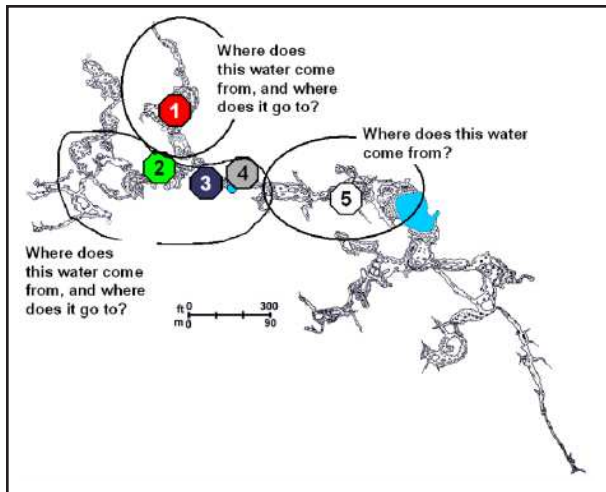 Where does
this water come
from, and where
does it go to?
1
Where does this water
come from?
2
3
4
5
Where does
this water come
from, and where
does it go to?
ft 0 300
m 0 90